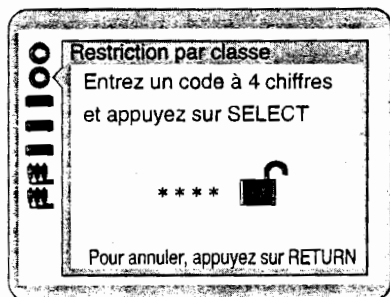 Restriction par classe
Entrez un code à 4 chiffres
et appuyez sur SELECT
* * * *
Pour annuler, appuyez sur RETURN